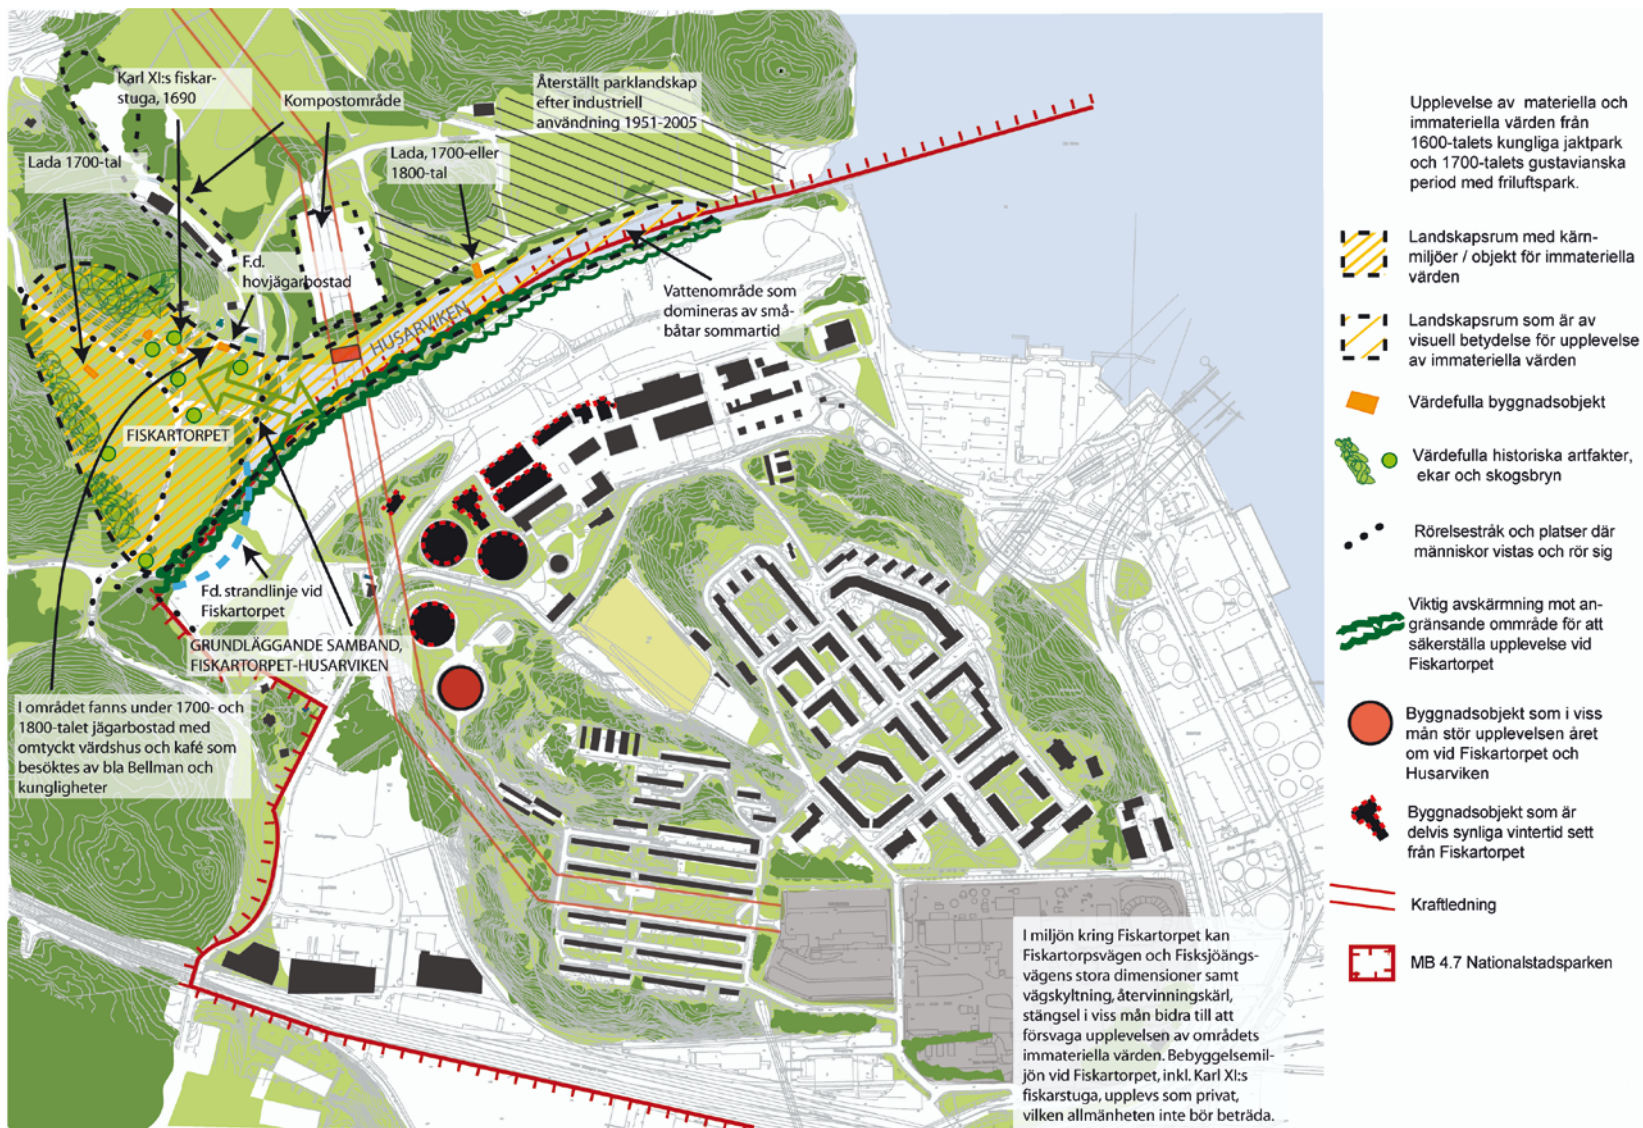 Karl XI:s fiskar-
stuga, 1690
Kompostområde
Återställt parklandskap
efter industriell
användning 1951-2005
Lada 1700-tal
Lada, 1700-eller
1800-tal
F.d.
hovjägarbostad
HUSARVIKEN
Vattenområde som
domineras av små-
båtar sommartid
FISKARTORPET
Fd. strandlinje vid
Fiskartorpet
GRUNDLÄGGANDE SAMBAND,
FISKARTORPET-HUSARVIKEN
I området fanns under 1700- och
1800-talet jägarbostad med
omtyckt värdshus och kafé som
besöktes av bla Bellman och
kungligheter
I miljön kring Fiskartorpet kan
Fiskartorpsvägen och Fisksjöängs-
vägens stora dimensioner samt
vägskyltning, återvinningskärl,
stängsel i viss mån bidra till att
försvaga upplevelsen av områdets
immateriella värden. Bebyggelsemil-
jön vid Fiskartorpet, inkl. Karl XI:s
fiskarstuga, upplevs som privat,
vilken allmänheten inte bör beträda.
Upplevelse av materiella och
immateriella värden från
1600-talets kungliga jaktpark
och 1700-talets gustavianska
period med friluftspark.
Landskapsrum med kärn-
miljöer / objekt för immateriella
värden
Landskapsrum som är av
visuell betydelse för upplevelse
av immateriella värden
Värdefulla byggnadsobjekt
Värdefulla historiska artfakter,
ekar och skogsbryn
Rörelsestråk och platser där
människor vistas och rör sig
Viktig avskärmning mot an-
gränsande ommråde för att
säkerställa upplevelse vid
Fiskartorpet
Byggnadsobjekt som i viss
mån stör upplevelsen året
om vid Fiskartorpet och
Husarviken
Byggnadsobjekt som är
delvis synliga vintertid sett
från Fiskartorpet
Kraftledning
MB 4.7 Nationalstadsparken